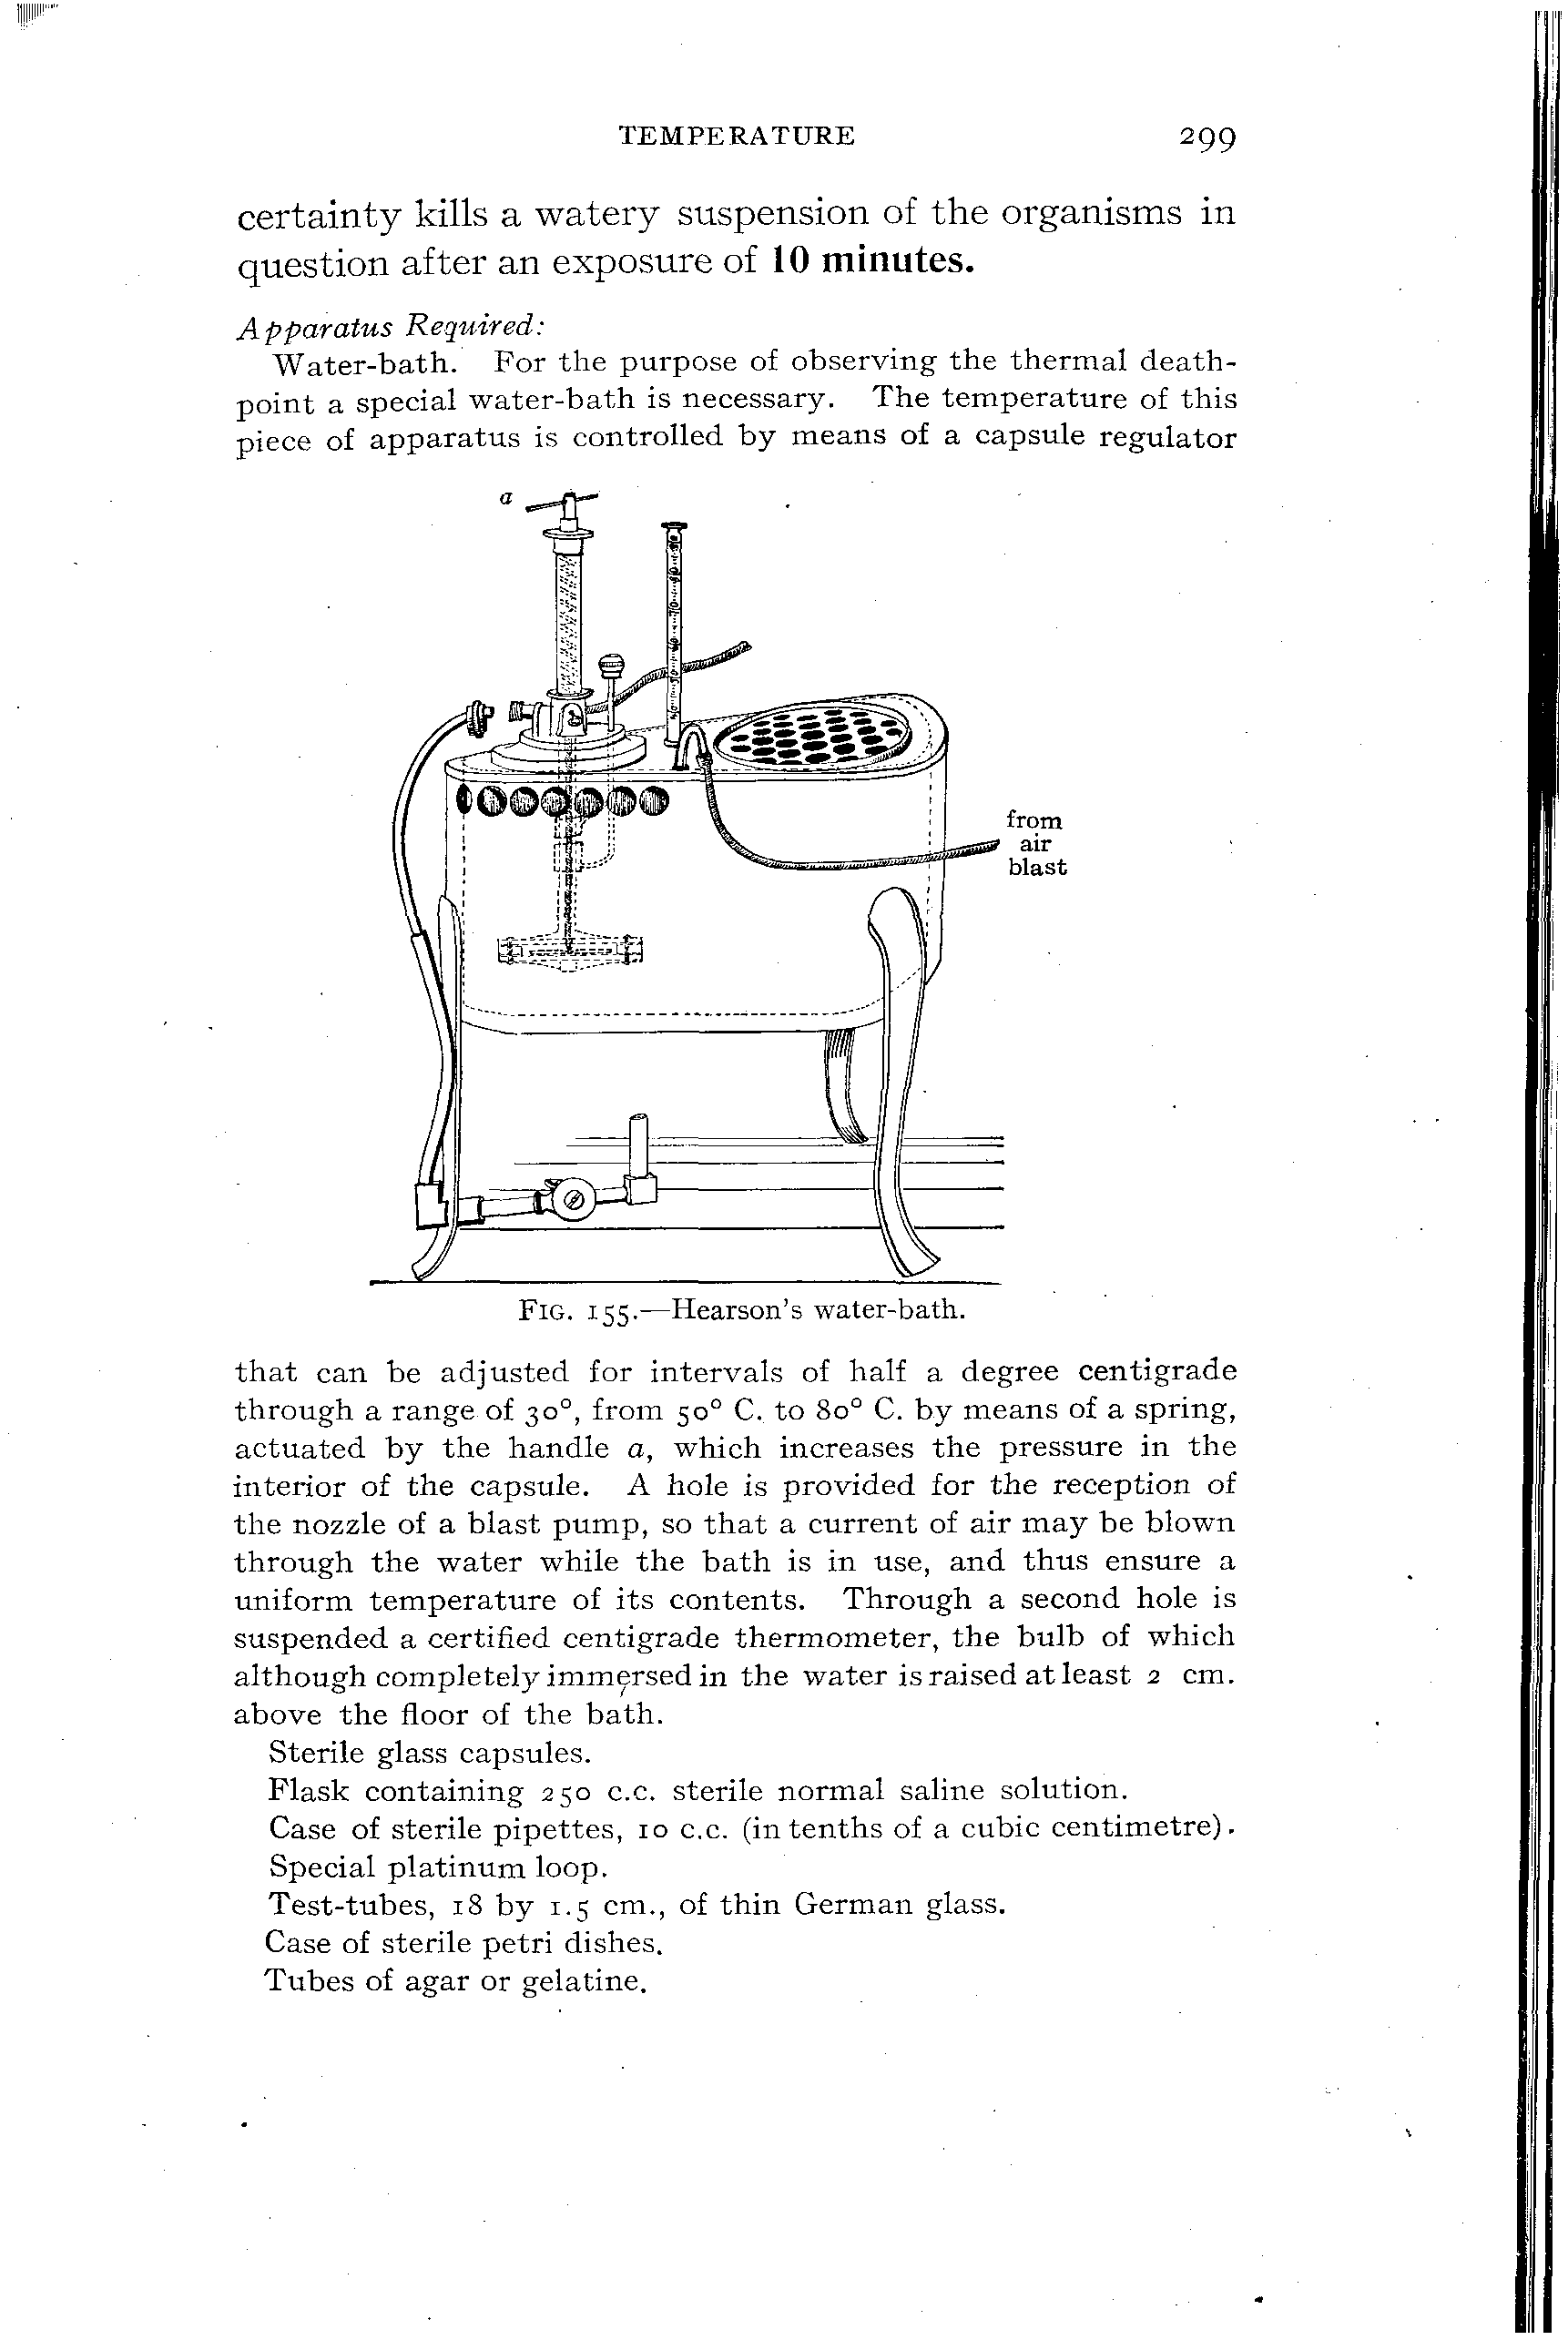 TEMPERATURE 299
certainty kills a watery suspension of the organisms in
question after an exposure of 10 minutes.
Apparatus Required:
Water-bath. For the purpose of observing the thermal death-
point a special water-bath is necessary. The temperature of this
piece of apparatus is controlled by means of a capsule regulator
a
from
air
blast
FIG. 155.—Hearson's water-bath.
that can be adjusted for intervals of half a degree centigrade
through a range of 30°, from 50° C. to 80° C. by means of a spring,
actuated by the handle a, which increases the pressure in the
interior of the capsule. A hole is provided for the reception of
the nozzle of a blast pump, so that a current of air may be blown
through the water while the bath is in use, and thus ensure a
uniform temperature of its contents. Through a second hole is
suspended a certified centigrade thermometer, the bulb of which
although completely immersed in the water is raised at least 2 cm.
above the floor of the bath.
Sterile glass capsules.
Flask containing 250 c.c. sterile normal saline solution.
Case of sterile pipettes, 10 c.c. (in tenths of a cubic centimetre).
Special platinum loop.
Test-tubes, 18 by 1.5 cm., of thin German glass.
Case of sterile petri dishes.
Tubes of agar or gelatine.